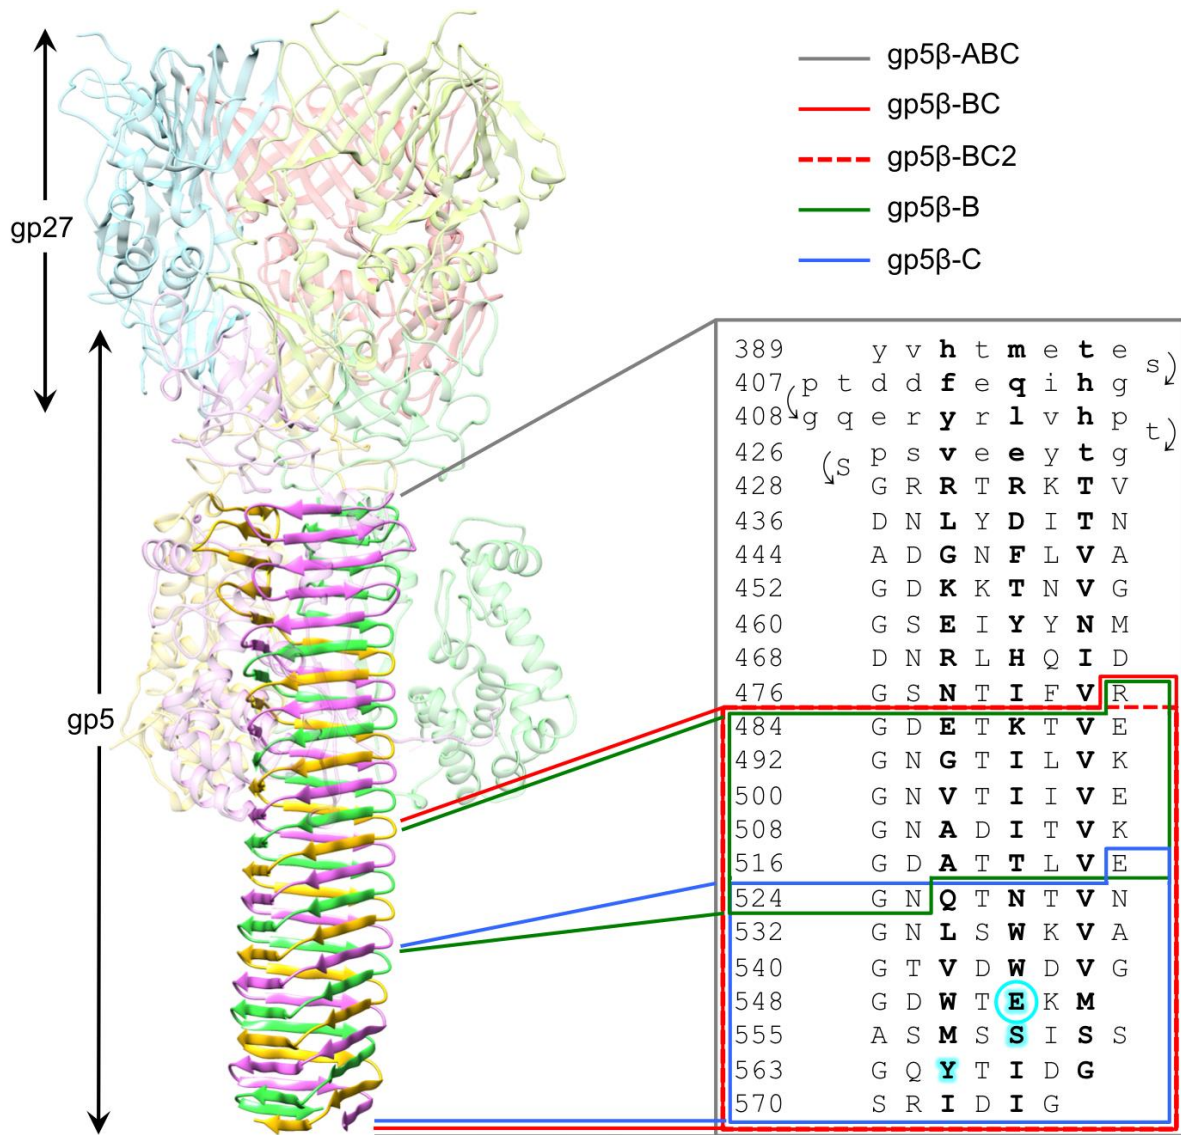 gp5β-ABC
gp5β-BC
gp5β-BC2
gp5β-B
gp5β-C
gp27
gp5
389 y v h t m e t e s
407 p t d d f e q i h g
408 g q e r y r l v h p t
426 S p s v e e y t g
428 G R R T R K T V
436 D N L Y D I T N
444 A D G N F L V A
452 G D K K T N V G
460 G S E I Y Y N M
468 D N R L H Q I D
476 G S N T I F V R
484 G D E T K T V E
492 G N G T I L V K
500 G N V T I I V E
508 G N A D I T V K
516 G D A T T L V E
524 G N Q T N T V N
532 G N L S W K V A
540 G T V D W D V G
548 G D W T E K M
555 A S M S S I S S
563 G Q Y T I D G
570 S R I D I G